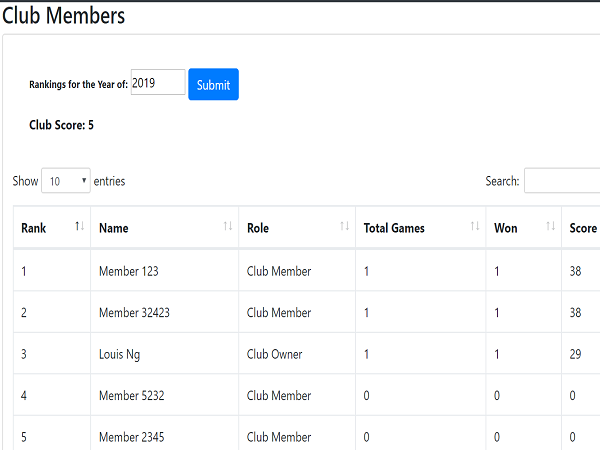 Club Members
Rankings for the Year of: 2019 Submit
Club Score: 5
Show 10 entries Search:
Rank Name Role Total Games Won Score
1 Member 123 Club Member 1 1 38
2 Member 32423 Club Member 1 1 38
3 Louis Ng Club Owner 1 1 29
4 Member 5232 Club Member 0 0 0
5 Member 2345 Club Member 0 0 0